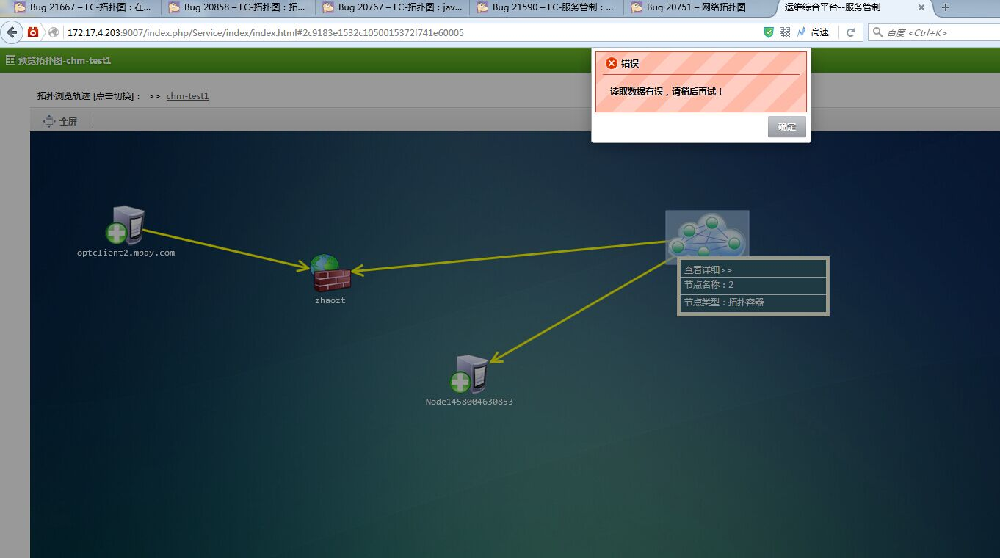 Bug 21667 – FC-拓扑图：在...
Bug 20858 – FC-拓扑图：拓...
Bug 20767 – FC-拓扑图：jav...
Bug 21590 – FC-服务管制：...
Bug 20751 – 网络拓扑图
运维综合平台--服务管制
172.17.4.203:9007/index.php/Service/index/index.html#2c9183e1532c1050015372f741e60005
高速
百度 <Ctrl+K>
预览拓扑图-chm-test1
错误
读取数据有误，请稍后再试！
确定
拓扑浏览轨迹 [点击切换]： >> chm-test1
全屏
optclient2.mpay.com
zhaozt
查看详细>>
节点名称：2
节点类型：拓扑容器
Node1458004630853